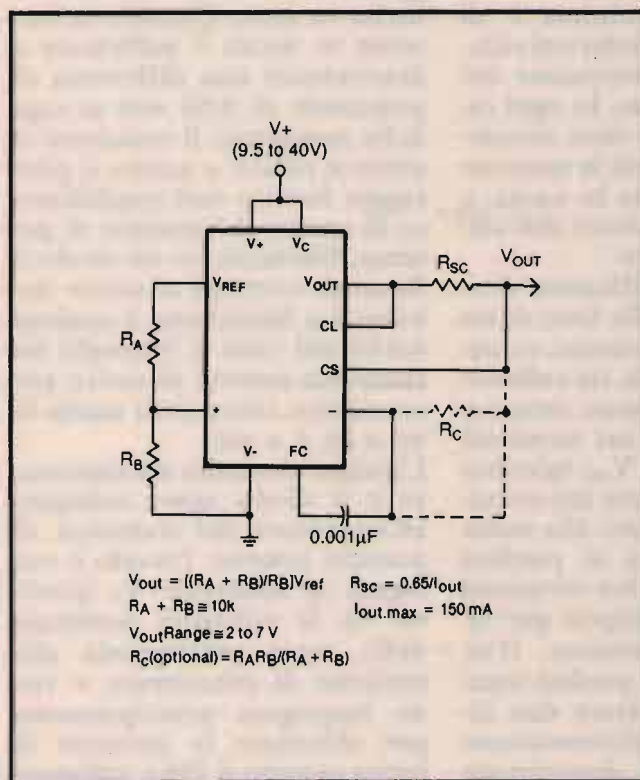 V+
(9.5 to 40V)
V+ VC
VREF
VOUT
RSC
VOUT
CL
RA
CS
+
−
RC
RB
V-
FC
0.001µF
Vout = [(RA + RB)/RB]Vref RSC = 0.65/Iout
RA + RB ≅ 10k Iout.max = 150 mA
VoutRange ≅ 2 to 7 V
RC(optional) = RARB/(RA + RB)